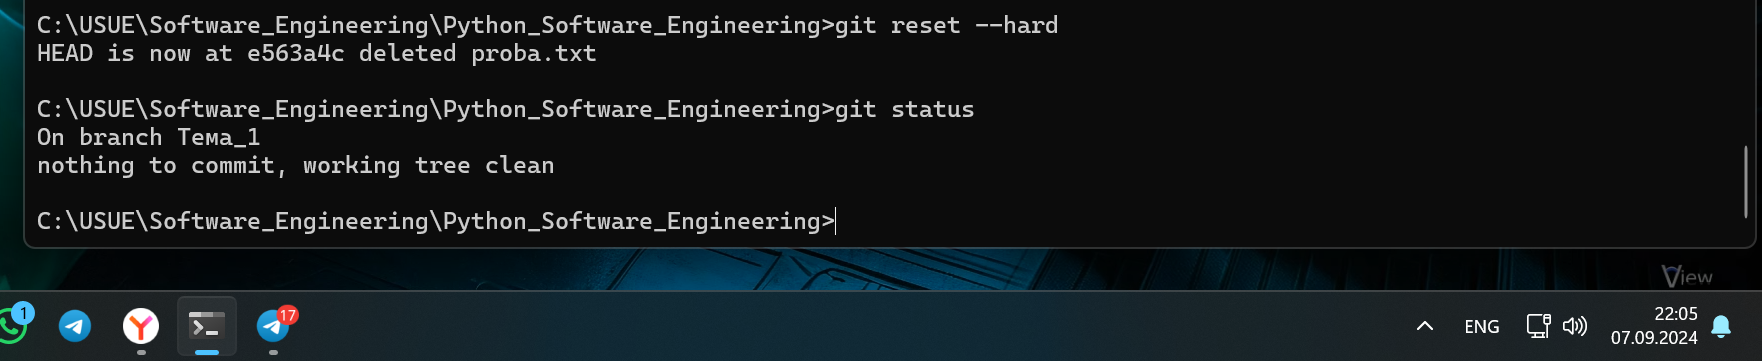 C:\USUE\Software_Engineering\Python_Software_Engineering>git reset --hard
HEAD is now at e563a4c deleted proba.txt
C:\USUE\Software_Engineering\Python_Software_Engineering>git status
On branch Тема_1
nothing to commit, working tree clean
C:\USUE\Software_Engineering\Python_Software_Engineering>
View
1
17
ENG
22:05
07.09.2024